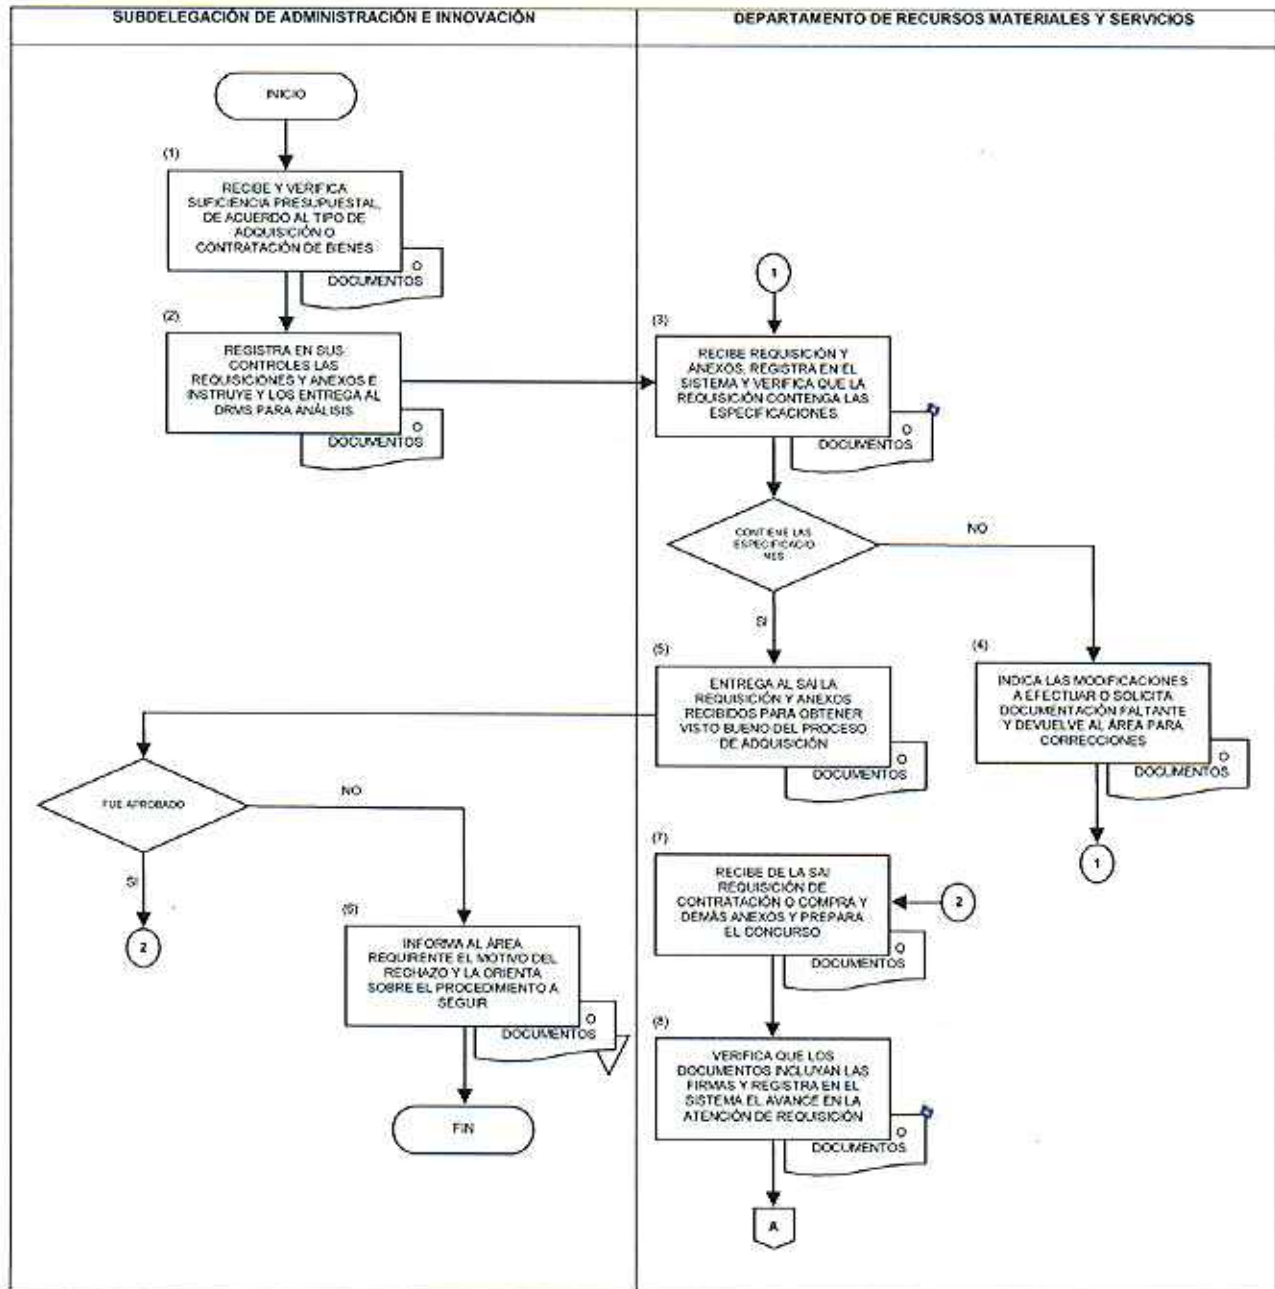 SUBDELEGACIÓN DE ADMINISTRACIÓN E INNOVACIÓN
DEPARTAMENTO DE RECURSOS MATERIALES Y SERVICIOS
INICIO
(1)
RECIBE Y VERIFICA
SUFICIENCIA PRESUPUESTAL,
DE ACUERDO AL TIPO DE
ADQUISICIÓN O
CONTRATACIÓN DE BIENES
O
DOCUMENTOS
(2)
REGISTRA EN SUS
CONTROLES LAS
REQUISICIONES Y ANEXOS E
INSTRUYE Y LOS ENTREGA AL
DRMS PARA ANÁLISIS
O
DOCUMENTOS
1
(3)
RECIBE REQUISICIÓN Y
ANEXOS, REGISTRA EN EL
SISTEMA Y VERIFICA QUE LA
REQUISICIÓN CONTENGA LAS
ESPECIFICACIONES
O
DOCUMENTOS
CONTIENE LAS
ESPECIFICACIO
NES
NO
SI
(4)
INDICA LAS MODIFICACIONES
A EFECTUAR O SOLICITA
DOCUMENTACIÓN FALTANTE
Y DEVUELVE AL ÁREA PARA
CORRECCIONES
O
DOCUMENTOS
1
(5)
ENTREGA AL SAI LA
REQUISICIÓN Y ANEXOS
RECIBIDOS PARA OBTENER
VISTO BUENO DEL PROCESO
DE ADQUISICIÓN
O
DOCUMENTOS
FUE APROBADO
NO
SI
2
(6)
INFORMA AL ÁREA
REQUIRENTE EL MOTIVO DEL
RECHAZO Y LA ORIENTA
SOBRE EL PROCEDIMIENTO A
SEGUIR
O
DOCUMENTOS
FIN
(7)
RECIBE DE LA SAI
REQUISICIÓN DE
CONTRATACIÓN O COMPRA Y
DEMÁS ANEXOS Y PREPARA
EL CONCURSO
2
O
DOCUMENTOS
(8)
VERIFICA QUE LOS
DOCUMENTOS INCLUYAN LAS
FIRMAS Y REGISTRA EN EL
SISTEMA EL AVANCE EN LA
ATENCIÓN DE REQUISICIÓN
O
DOCUMENTOS
A